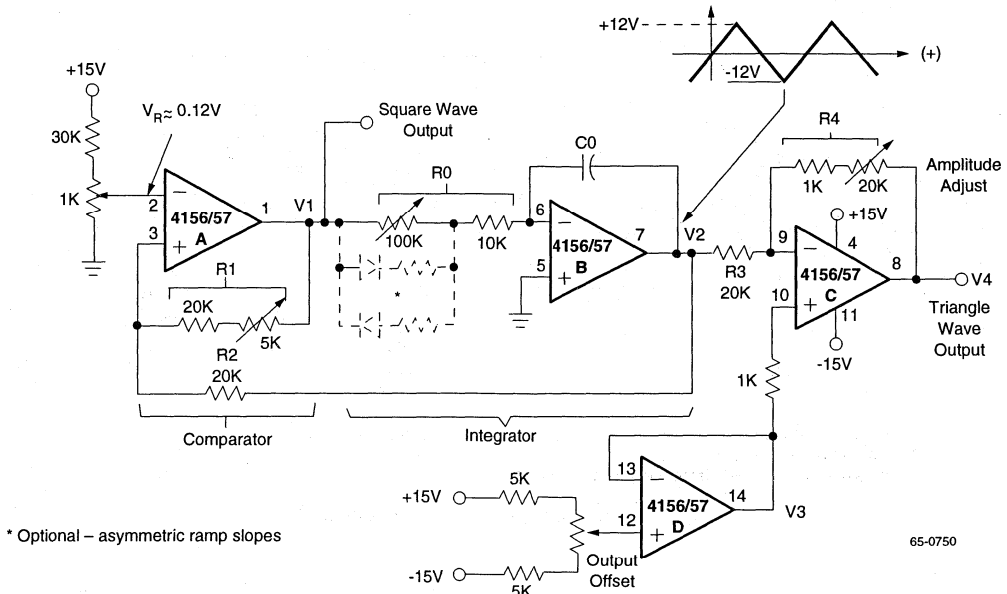 +12V
-12V
(+)
+15V
V_R ≈ 0.12V
Square Wave
Output
30K
1K
2
3
4156/57
A
1
V1
R0
100K
10K
*
C0
6
5
4156/57
B
7
V2
R4
1K
20K
Amplitude
Adjust
+15V
R3
20K
9
10
4156/57
C
4
11
8
V4
-15V
Triangle
Wave
Output
R1
20K
5K
R2
20K
1K
Comparator
Integrator
13
12
4156/57
D
14
V3
+15V
5K
-15V
5K
Output
Offset
* Optional – asymmetric ramp slopes
65-0750